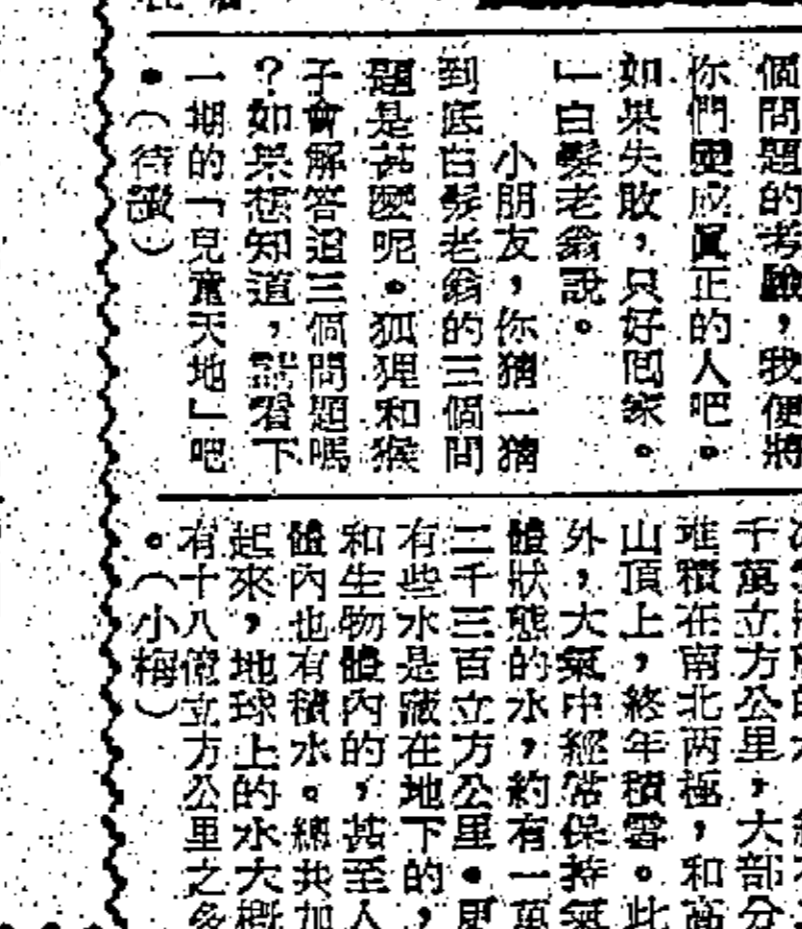 個問題的考驗，我便將
你們變成眞正的人吧。
如果失敗，只好回家。
」白髮老翁說。
小朋友，你猜一猜
到底白髮老翁的三個問
題是甚麼呢。狐狸和猴
子會解答這三個問題嗎
？如果想知道，請看下
一期的「兒童天地」吧
。（待續）
千萬立方公里，大部分
堆積在南北两極，和高
山頂上，終年積雪。此
外，大氣中經常保持氣
體狀態的水，約有一萬
二千三百立方公里。更
有些水是藏在地下的，
和生物體內的，甚至人
體內也有積水。總共加
起來，地球上的水大概
有十八億立方公里之多
。（小梅）